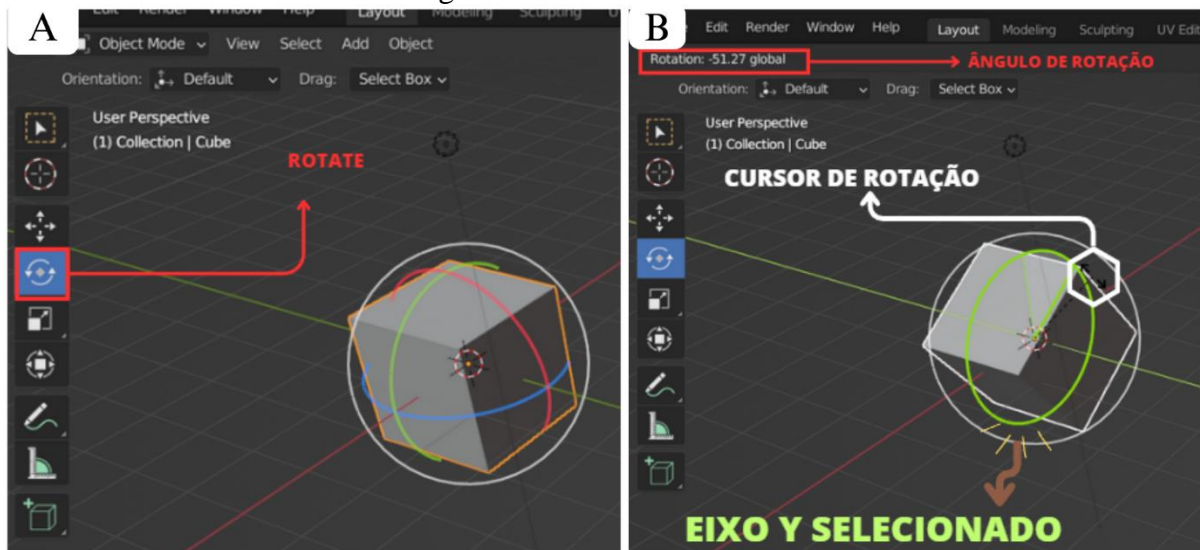 A
Edit Render Window Help Layout Modeling Sculpting
Object Mode View Select Add Object
Orientation: Default Drag: Select Box
User Perspective
(1) Collection | Cube
ROTATE
B
Edit Render Window Help Layout Modeling Sculpting UV Edit
Rotation: -51.27 global
ÂNGULO DE ROTAÇÃO
Orientation: Default Drag: Select Box
User Perspective
(1) Collection | Cube
CURSOR DE ROTAÇÃO
EIXO Y SELECIONADO